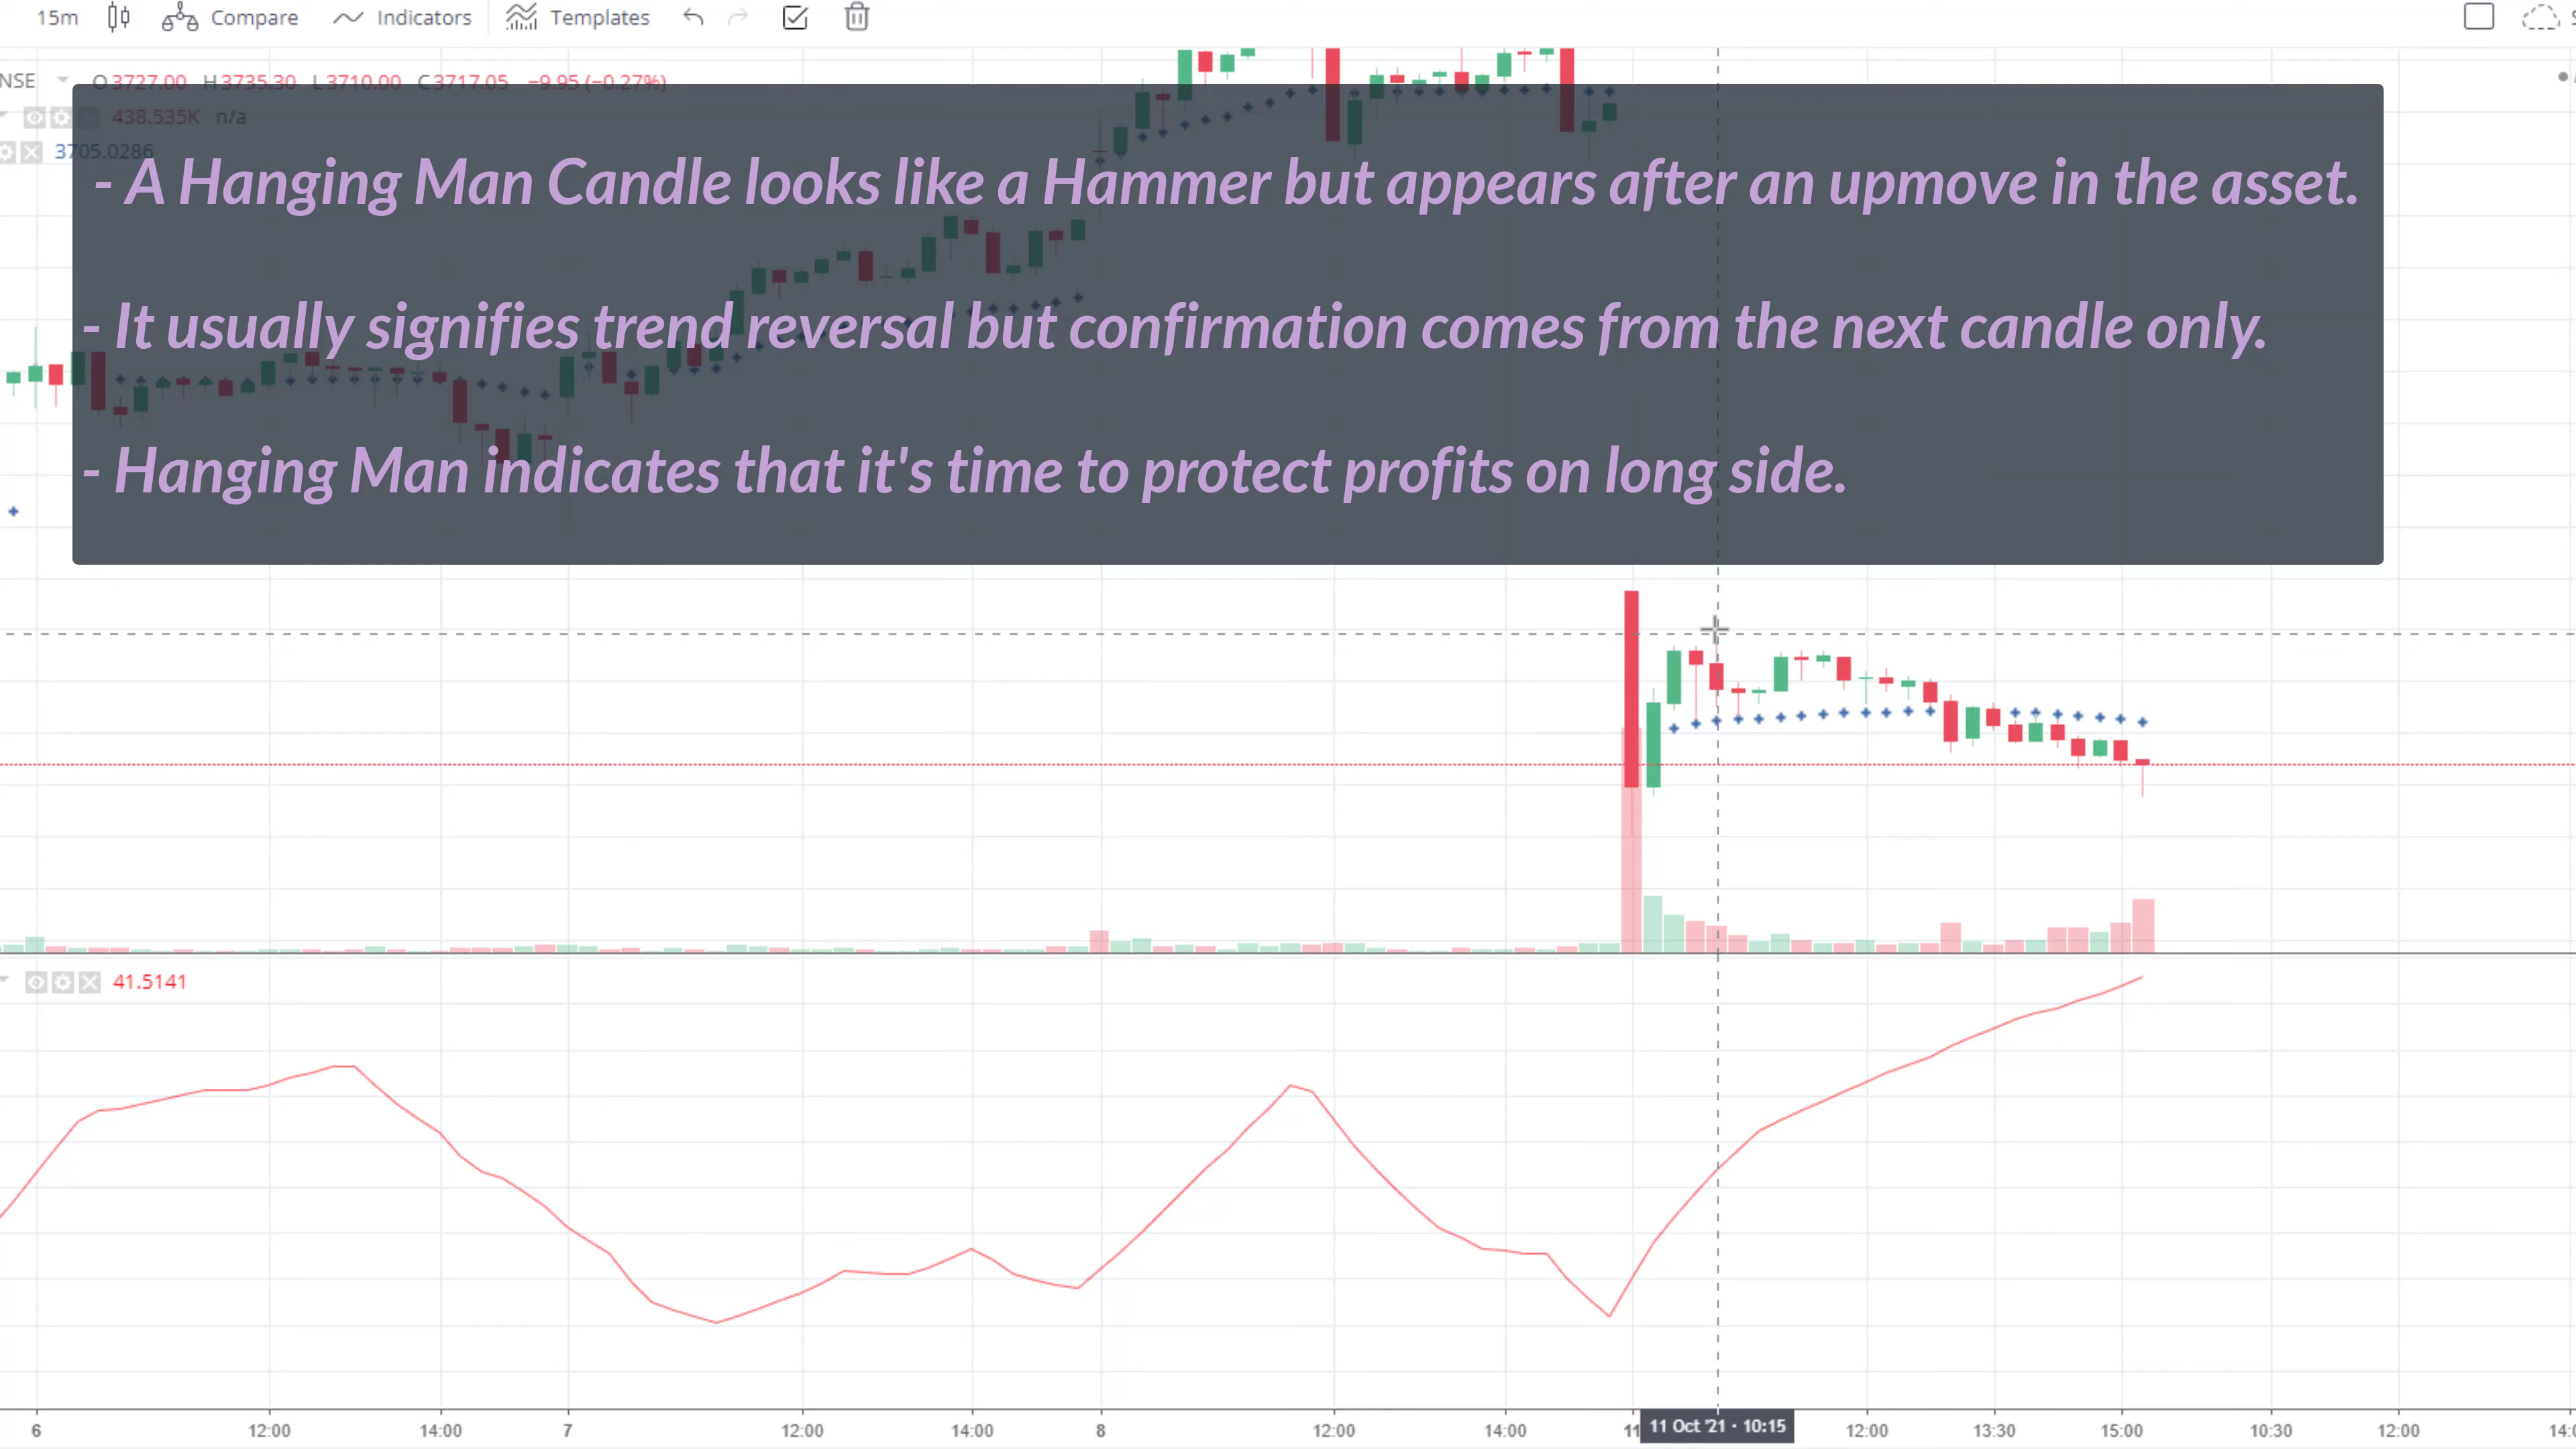 15m Compare Indicators Templates
NSE O3727.00 H3735.30 L3710.00 C3717.05 −9.95 (−0.27%)
438.535K n/a
3705.0286
- A Hanging Man Candle looks like a Hammer but appears after an upmove in the asset.
- It usually signifies trend reversal but confirmation comes from the next candle only.
- Hanging Man indicates that it's time to protect profits on long side.
41.5141
6 12:00 14:00 7 12:00 14:00 8 12:00 14:00 11 11 Oct '21 · 10:15 12:00 13:30 15:00 10:30 12:00